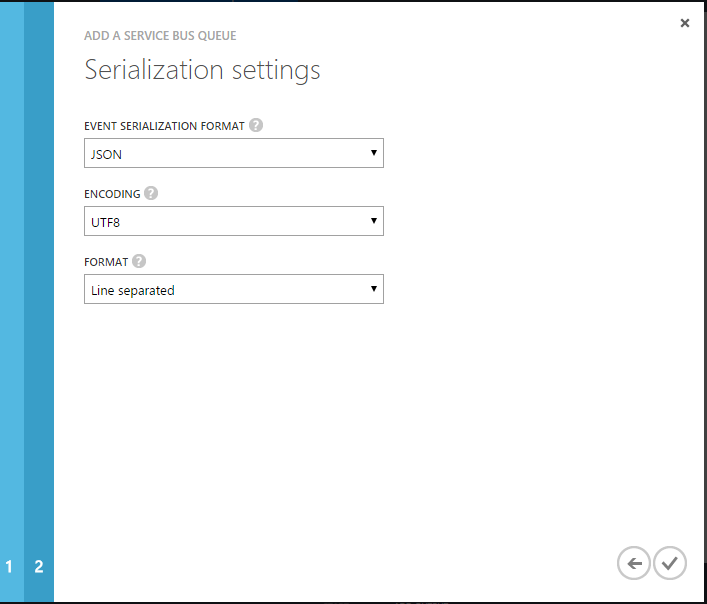 ADD A SERVICE BUS QUEUE
Serialization settings
EVENT SERIALIZATION FORMAT ?
JSON
ENCODING ?
UTF8
FORMAT ?
Line separated
1 2